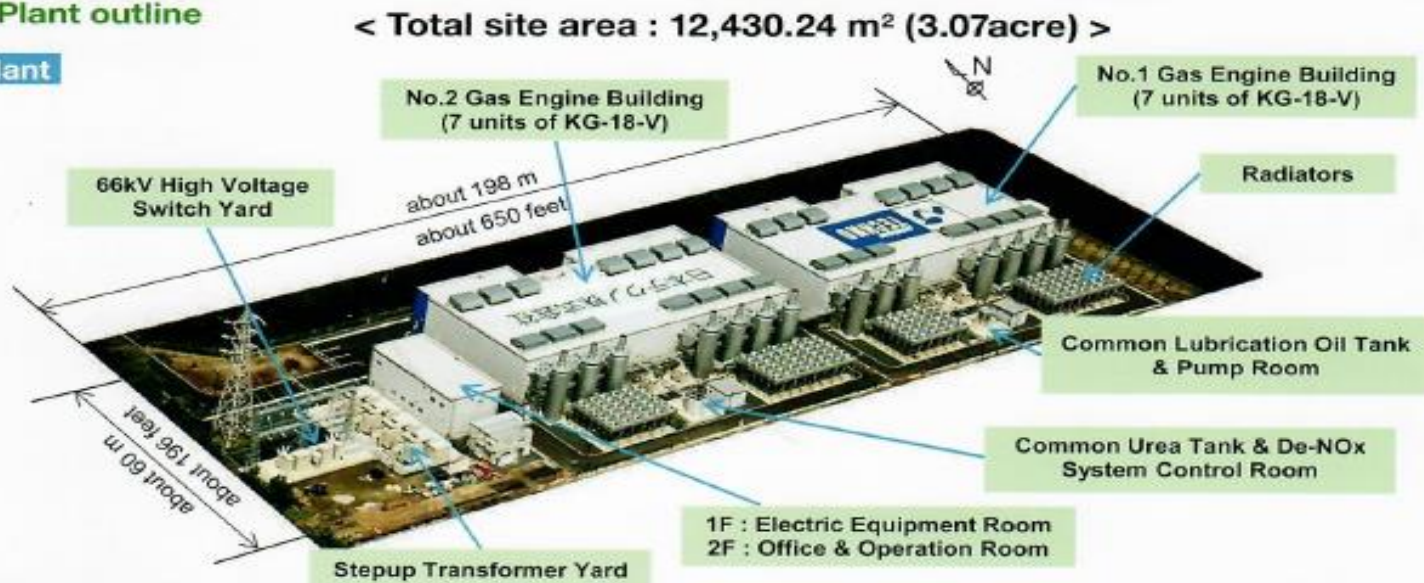 Plant outline
< Total site area : 12,430.24 m² (3.07acre) >
lant
N
No.2 Gas Engine Building
(7 units of KG-18-V)
No.1 Gas Engine Building
(7 units of KG-18-V)
66kV High Voltage
Switch Yard
about 198 m
about 650 feet
Radiators
Common Lubrication Oil Tank
& Pump Room
about 196 feet
about 60 m
Common Urea Tank & De-NOx
System Control Room
1F : Electric Equipment Room
2F : Office & Operation Room
Stepup Transformer Yard